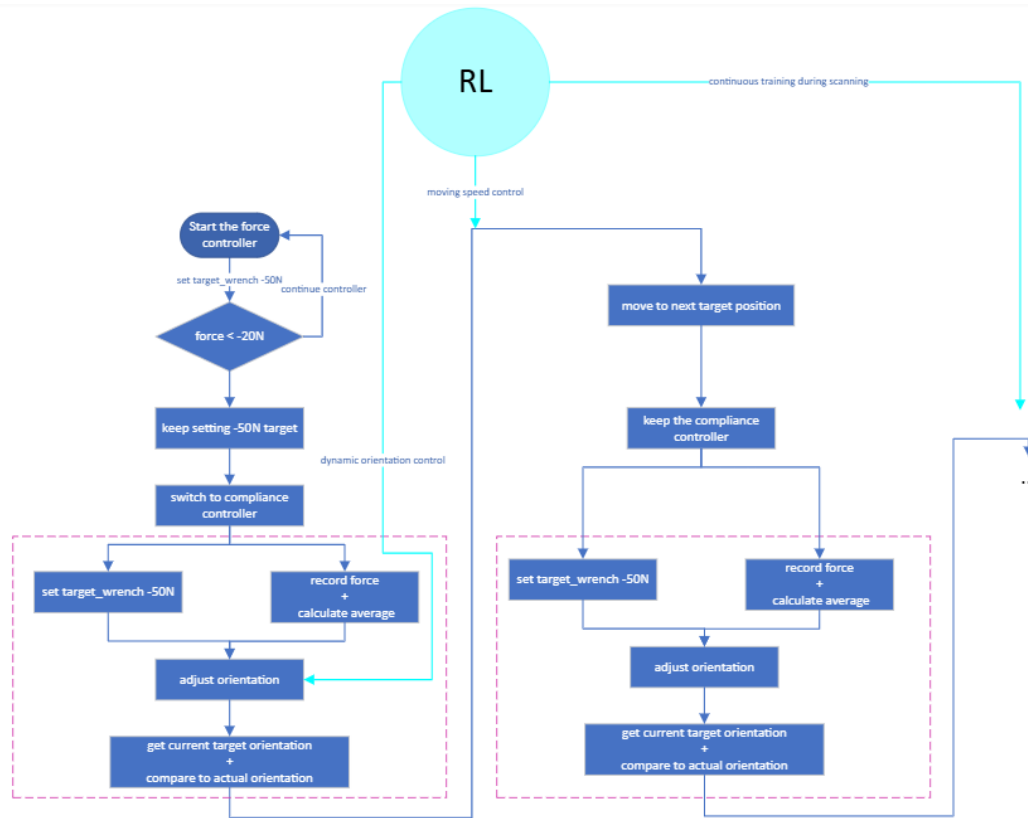 RL
continuous training during scanning
moving speed control
Start the force
controller
set target_wrench -50N
continue controller
force < -20N
keep setting -50N target
dynamic orientation control
switch to compliance
controller
set target_wrench -50N
record force
+
calculate average
adjust orientation
get current target orientation
+
compare to actual orientation
move to next target position
keep the compliance
controller
set target_wrench -50N
record force
+
calculate average
adjust orientation
get current target orientation
+
compare to actual orientation
..